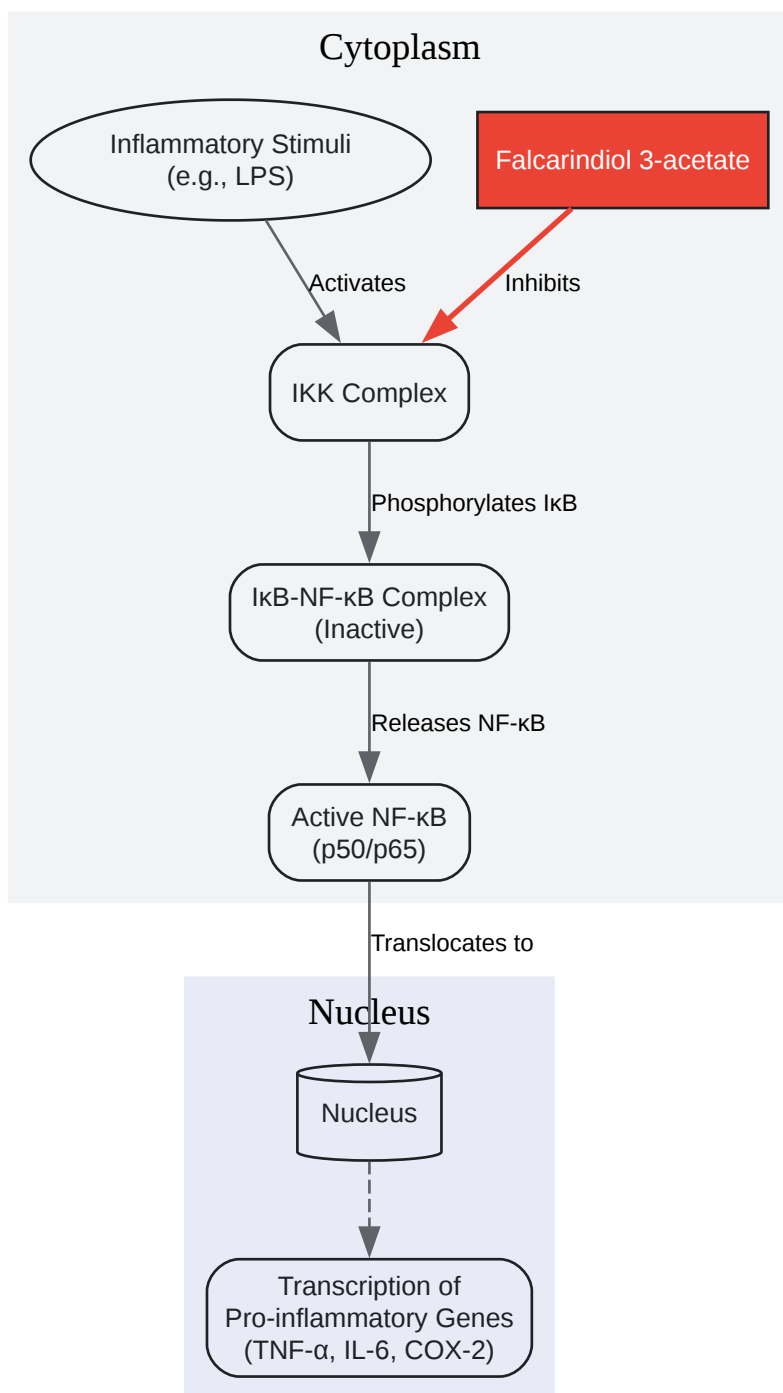 Cytoplasm
Inflammatory Stimuli
(e.g., LPS)
Falcarindiol 3-acetate
Activates
Inhibits
IKK Complex
Phosphorylates IκB
IκB-NF-κB Complex
(Inactive)
Releases NF-κB
Active NF-κB
(p50/p65)
Translocates to
Nucleus
Nucleus
Transcription of
Pro-inflammatory Genes
(TNF-α, IL-6, COX-2)